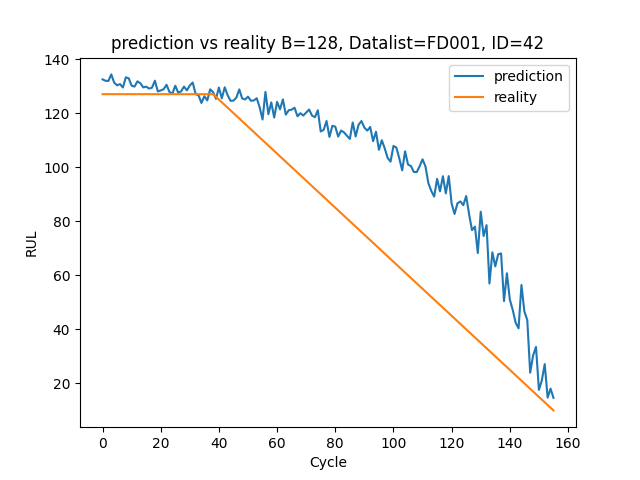 prediction vs reality B=128, Datalist=FD001, ID=42
prediction
reality
RUL
140
120
100
80
60
40
20
0 20 40 60 80 100 120 140 160
Cycle